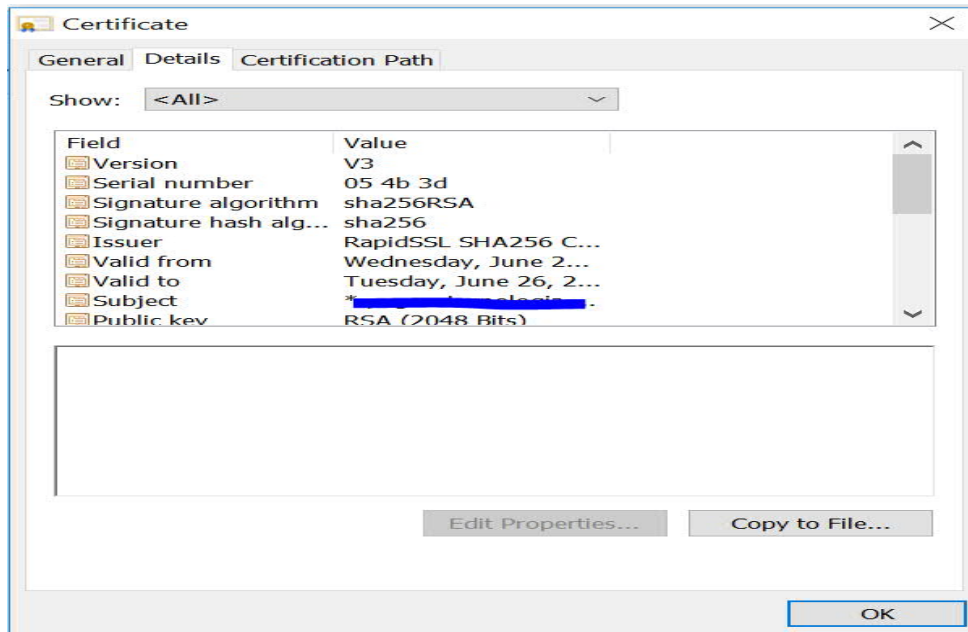 Certificate
General Details Certification Path
Show: <All>
Field Value
Version V3
Serial number 05 4b 3d
Signature algorithm sha256RSA
Signature hash alg... sha256
Issuer RapidSSL SHA256 C...
Valid from Wednesday, June 2...
Valid to Tuesday, June 26, 2...
Subject *
Public key RSA (2048 Bits)
Edit Properties... Copy to File...
OK